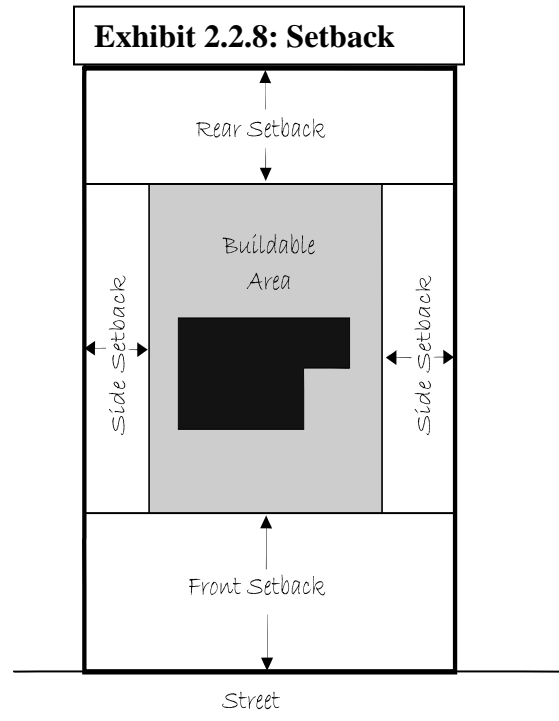 Exhibit 2.2.8: Setback
Rear Setback
Buildable
Area
Side Setback
Side Setback
Front Setback
Street